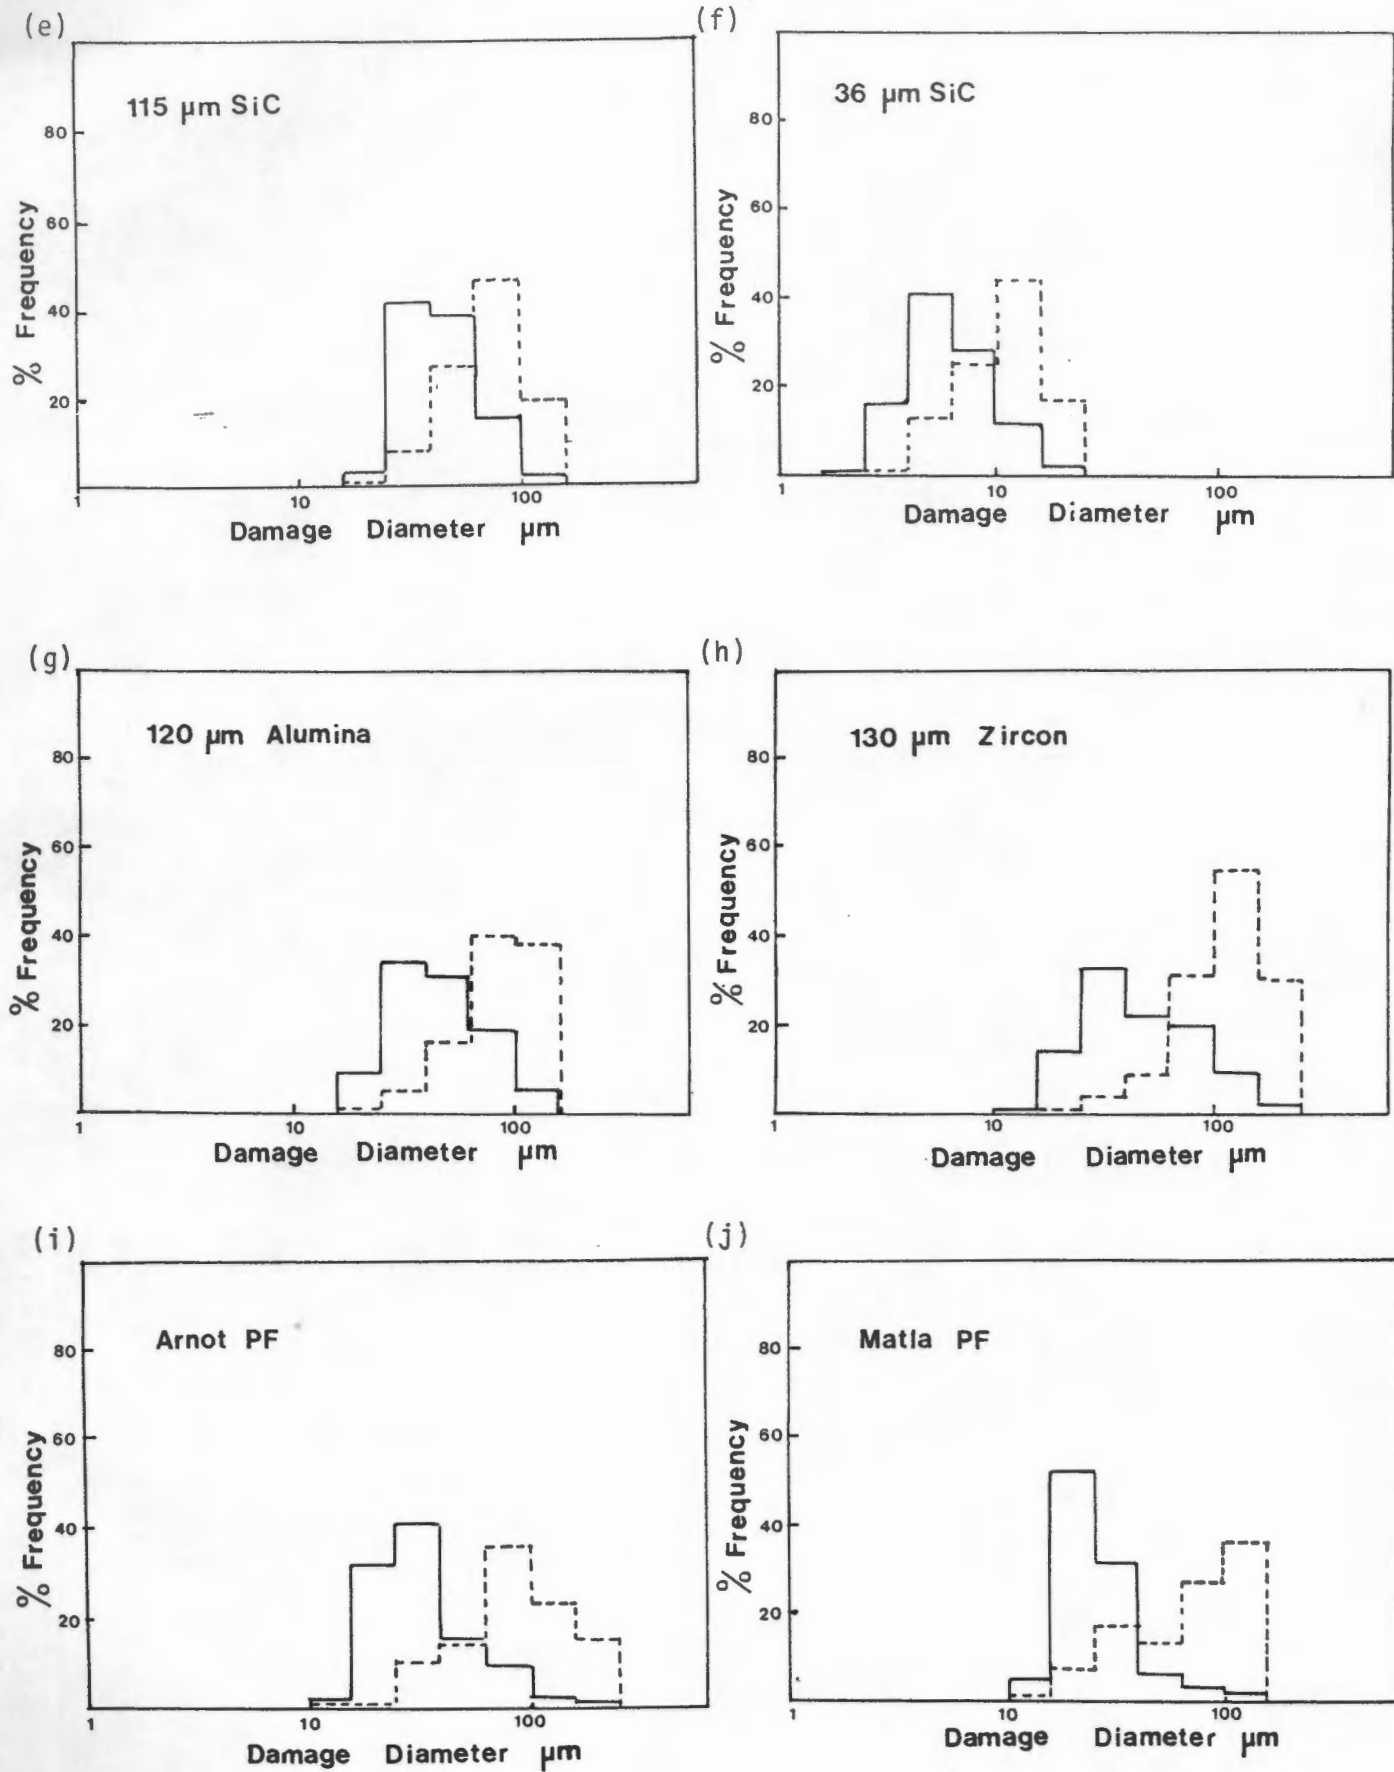 (e)
115 µm SiC
% Frequency
80
60
40
20
1
10
100
Damage Diameter µm
(f)
36 µm SiC
% Frequency
80
60
40
20
1
10
100
Damage Diameter µm
(g)
120 µm Alumina
% Frequency
80
60
40
20
1
10
100
Damage Diameter µm
(h)
130 µm Zircon
% Frequency
80
60
40
20
1
10
100
Damage Diameter µm
(i)
Arnot PF
% Frequency
80
60
40
20
1
10
100
Damage Diameter µm
(j)
Matla PF
% Frequency
80
60
40
20
1
10
100
Damage Diameter µm